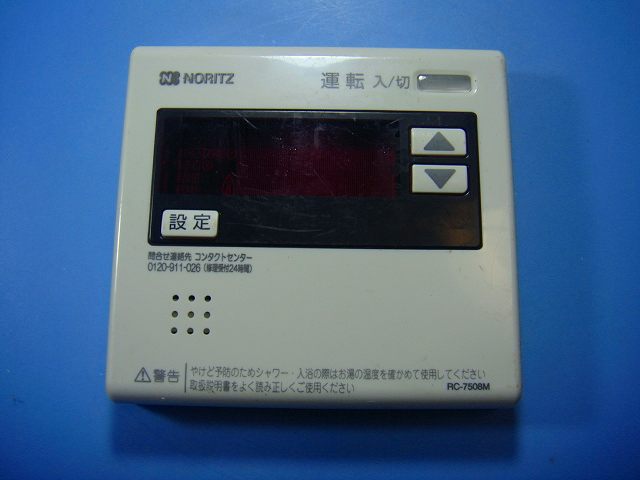 NORITZ
運転 入/切
設定
問合せ連絡先 コンタクトセンター
0120-911-026 (修理受付24時間)
警告
やけど予防のためシャワー・入浴の際はお湯の温度を確かめて使用してください
取扱説明書をよく読み正しくご使用ください
RC-7508M